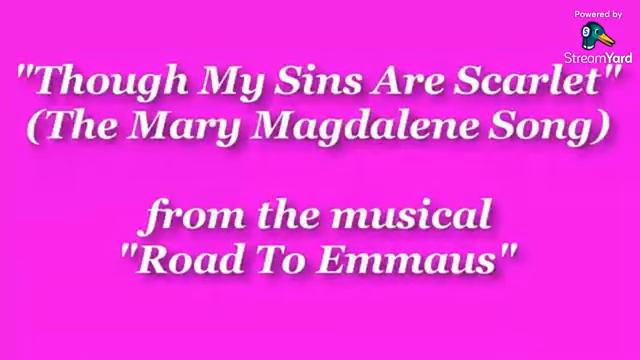 Powered by
StreamYard
"Though My Sins Are Scarlet"
(The Mary Magdalene Song)
from the musical
"Road To Emmaus"